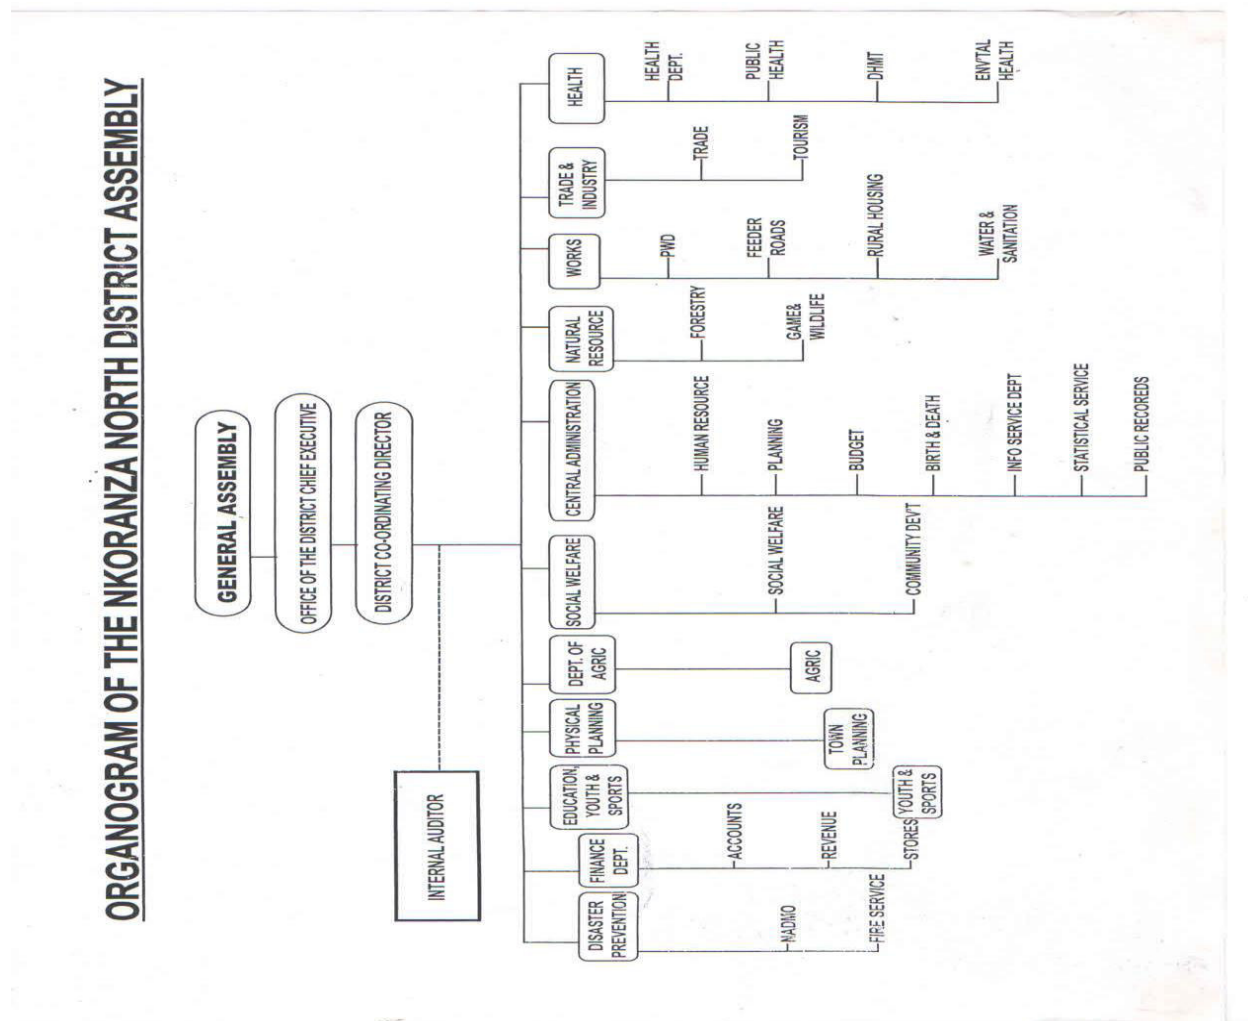 ORGANOGRAM OF THE NKORANZA NORTH DISTRICT ASSEMBLY
GENERAL ASSEMBLY
OFFICE OF THE DISTRICT CHIEF EXECUTIVE
DISTRICT CO-ORDINATING DIRECTOR
INTERNAL AUDITOR
DISASTER
PREVENTION
NADMO
FIRE SERVICE
FINANCE
DEPT.
ACCOUNTS
REVENUE
STORES
EDUCATION,
YOUTH &
SPORTS
YOUTH &
SPORTS
PHYSICAL
PLANNING
TOWN
PLANNING
DEPT. OF
AGRIC
AGRIC
SOCIAL WELFARE
SOCIAL WELFARE
COMMUNITY DEV'T
CENTRAL ADMINISTRATION
HUMAN RESOURCE
PLANNING
BUDGET
BIRTH & DEATH
INFO SERVICE DEPT
STATISTICAL SERVICE
PUBLIC RECOREDS
NATURAL
RESOURCE
FORESTRY
GAME&
WILDLIFE
WORKS
PWD
FEEDER
ROADS
RURAL HOUSING
WATER &
SANITATION
TRADE &
INDUSTRY
TRADE
TOURISM
HEALTH
HEALTH
DEPT.
PUBLIC
HEALTH
DHMT
ENV'TAL
HEALTH